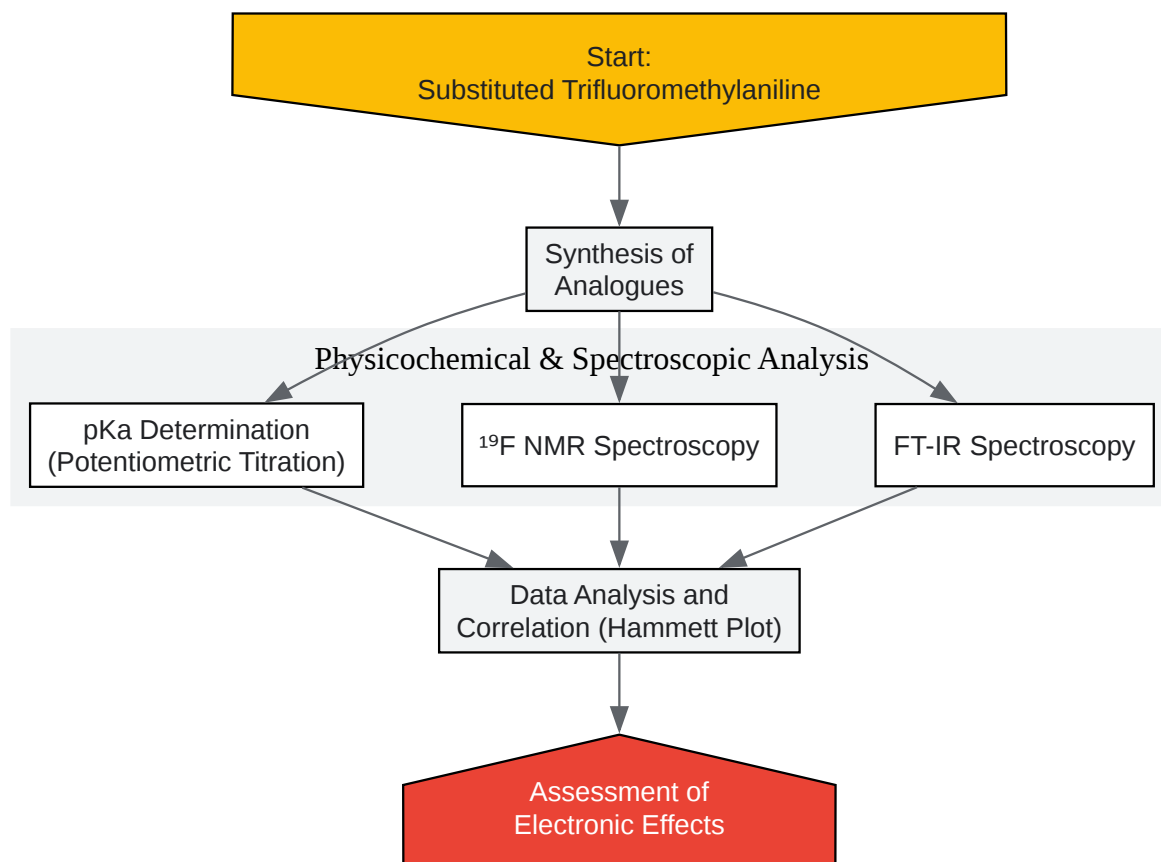 Start:
Substituted Trifluoromethylaniline
Synthesis of
Analogues
Physicochemical & Spectroscopic Analysis
pKa Determination
(Potentiometric Titration)
¹⁹F NMR Spectroscopy
FT-IR Spectroscopy
Data Analysis and
Correlation (Hammett Plot)
Assessment of
Electronic Effects